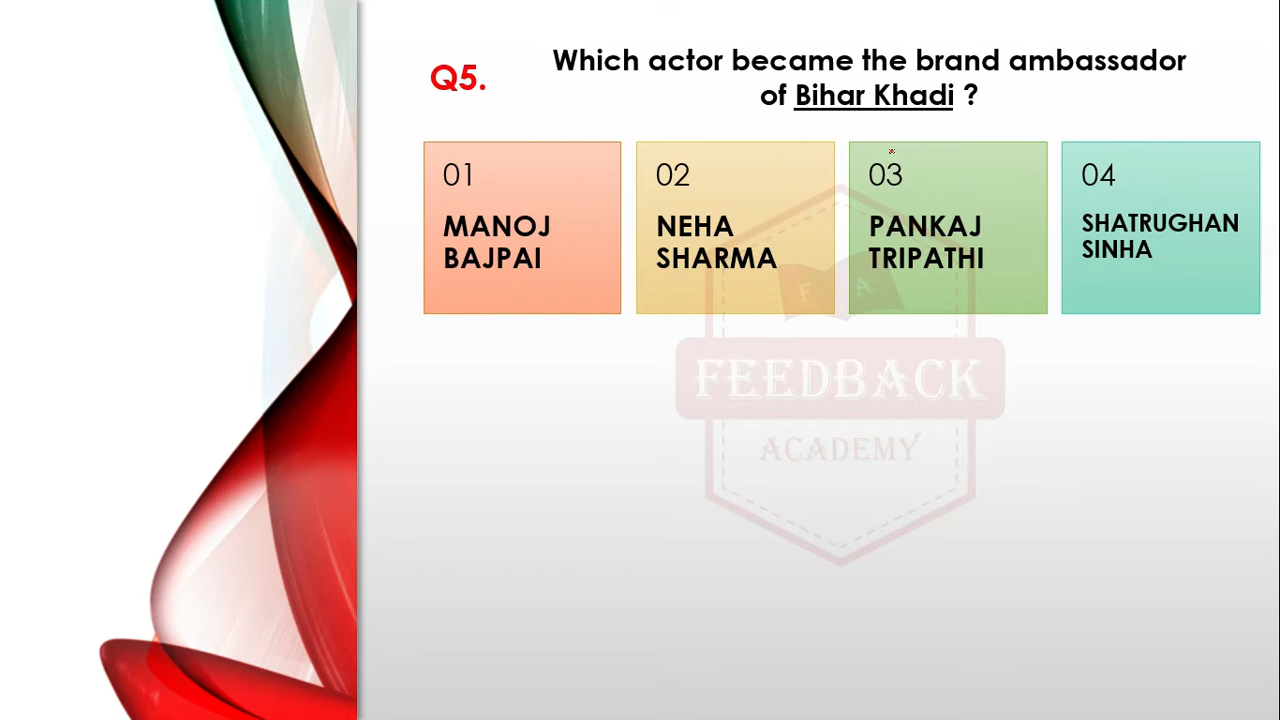 Q5.
Which actor became the brand ambassador
of Bihar Khadi ?
01
MANOJ
BAJPAI
02
NEHA
SHARMA
03
PANKAJ
TRIPATHI
04
SHATRUGHAN
SINHA
F A
FEEDBACK
ACADEMY